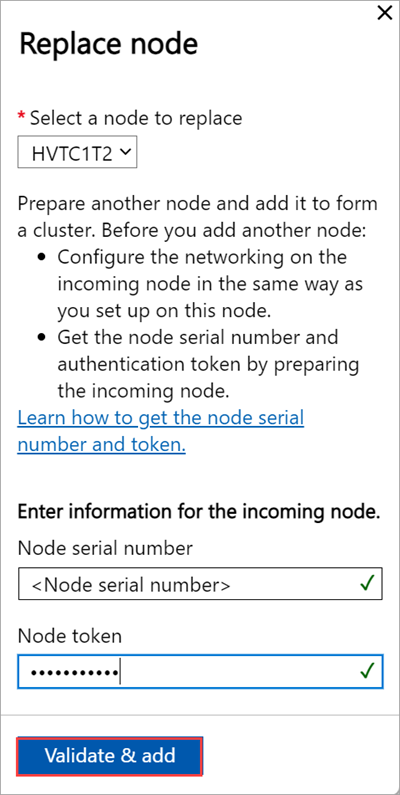 Replace node
* Select a node to replace
HVTC1T2
Prepare another node and add it to form
a cluster. Before you add another node:
• Configure the networking on the
incoming node in the same way as
you set up on this node.
• Get the node serial number and
authentication token by preparing
the incoming node.
Learn how to get the node serial
number and token.
Enter information for the incoming node.
Node serial number
<Node serial number>
Node token
•••••••••••
Validate & add